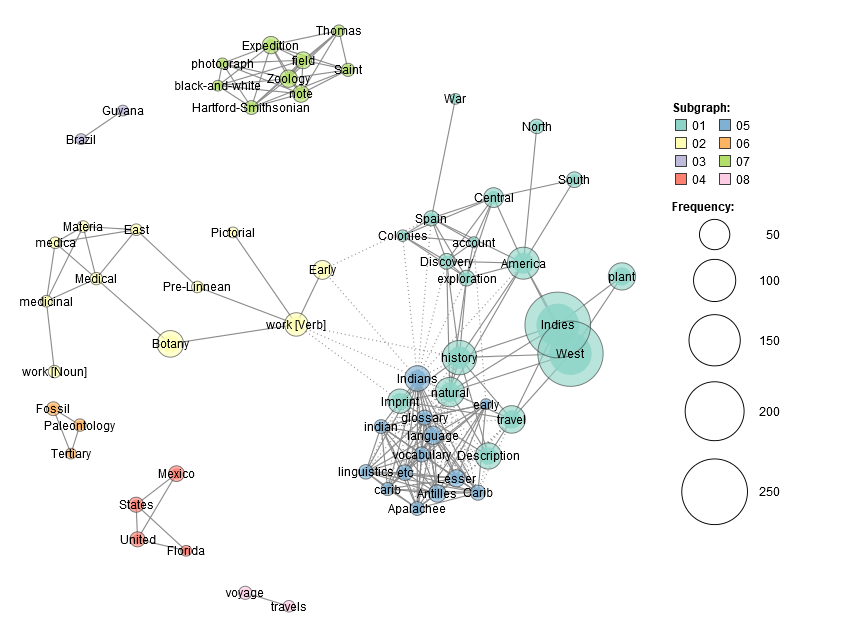 Thomas
Expedition
field
photograph
Saint
Zoology
black-and-white
note
Hartford-Smithsonian
War
Guyana
North
Brazil
South
Central
Spain
Materia
East
Pictorial
Colonies
medica
account
Discovery
America
Early
exploration
plant
Medical
Pre-Linnean
medicinal
work [Verb]
Indies
Botany
West
history
work [Noun]
Indians
natural
Imprint
early
Fossil
glossary
travel
Paleontology
indian
language
Tertiary
vocabulary
Description
linguistics
etc
Mexico
Lesser
carib
Antilles
Carib
States
Apalachee
United
Florida
voyage
travels
Subgraph:
01 05
02 06
03 07
04 08
Frequency:
50
100
150
200
250